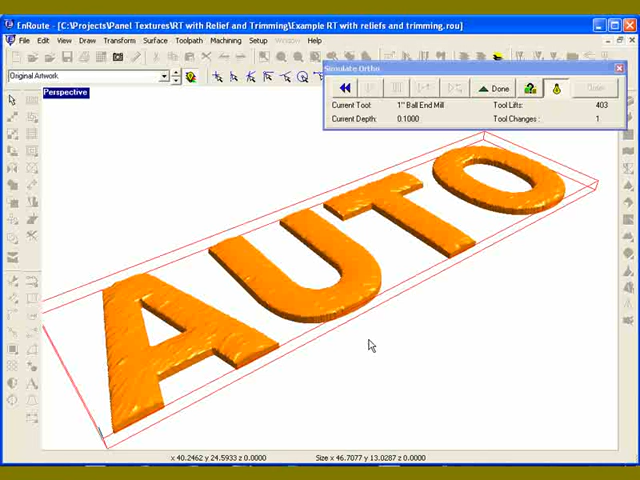 EnRoute - [C:\Projects\Panel Textures\RT with Relief and Trimming\Example RT with reliefs and trimming.rou]
File Edit View Draw Transform Surface Toolpath Machining Setup Window Help
Original Artwork
Perspective
Simulate Ortho
Done
Close
Current Tool: 1" Ball End Mill Tool Lifts: 403
Current Depth: 0.1000 Tool Changes : 1
AUTO
x 40.2462 y 24.5933 z 0.0000 Size x 46.7077 y 13.0287 z 0.0000